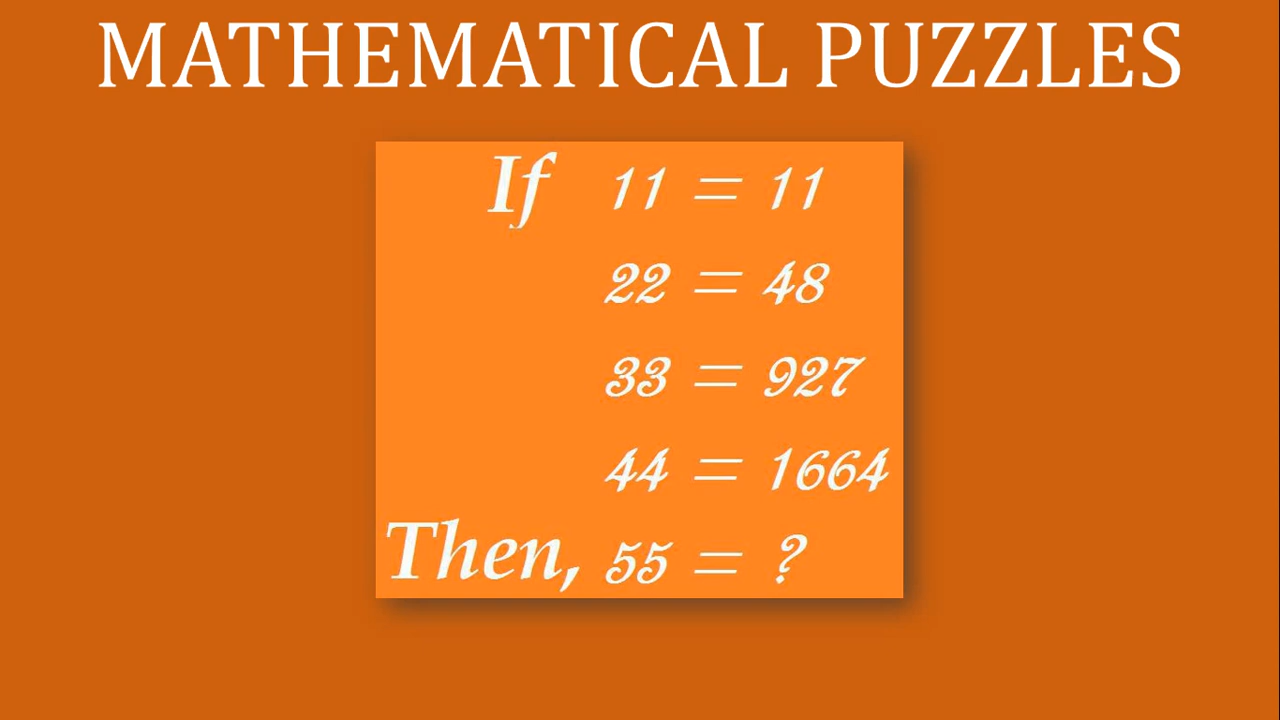 MATHEMATICAL PUZZLES
If 11 = 11
22 = 48
33 = 927
44 = 1664
Then, 55 = ?